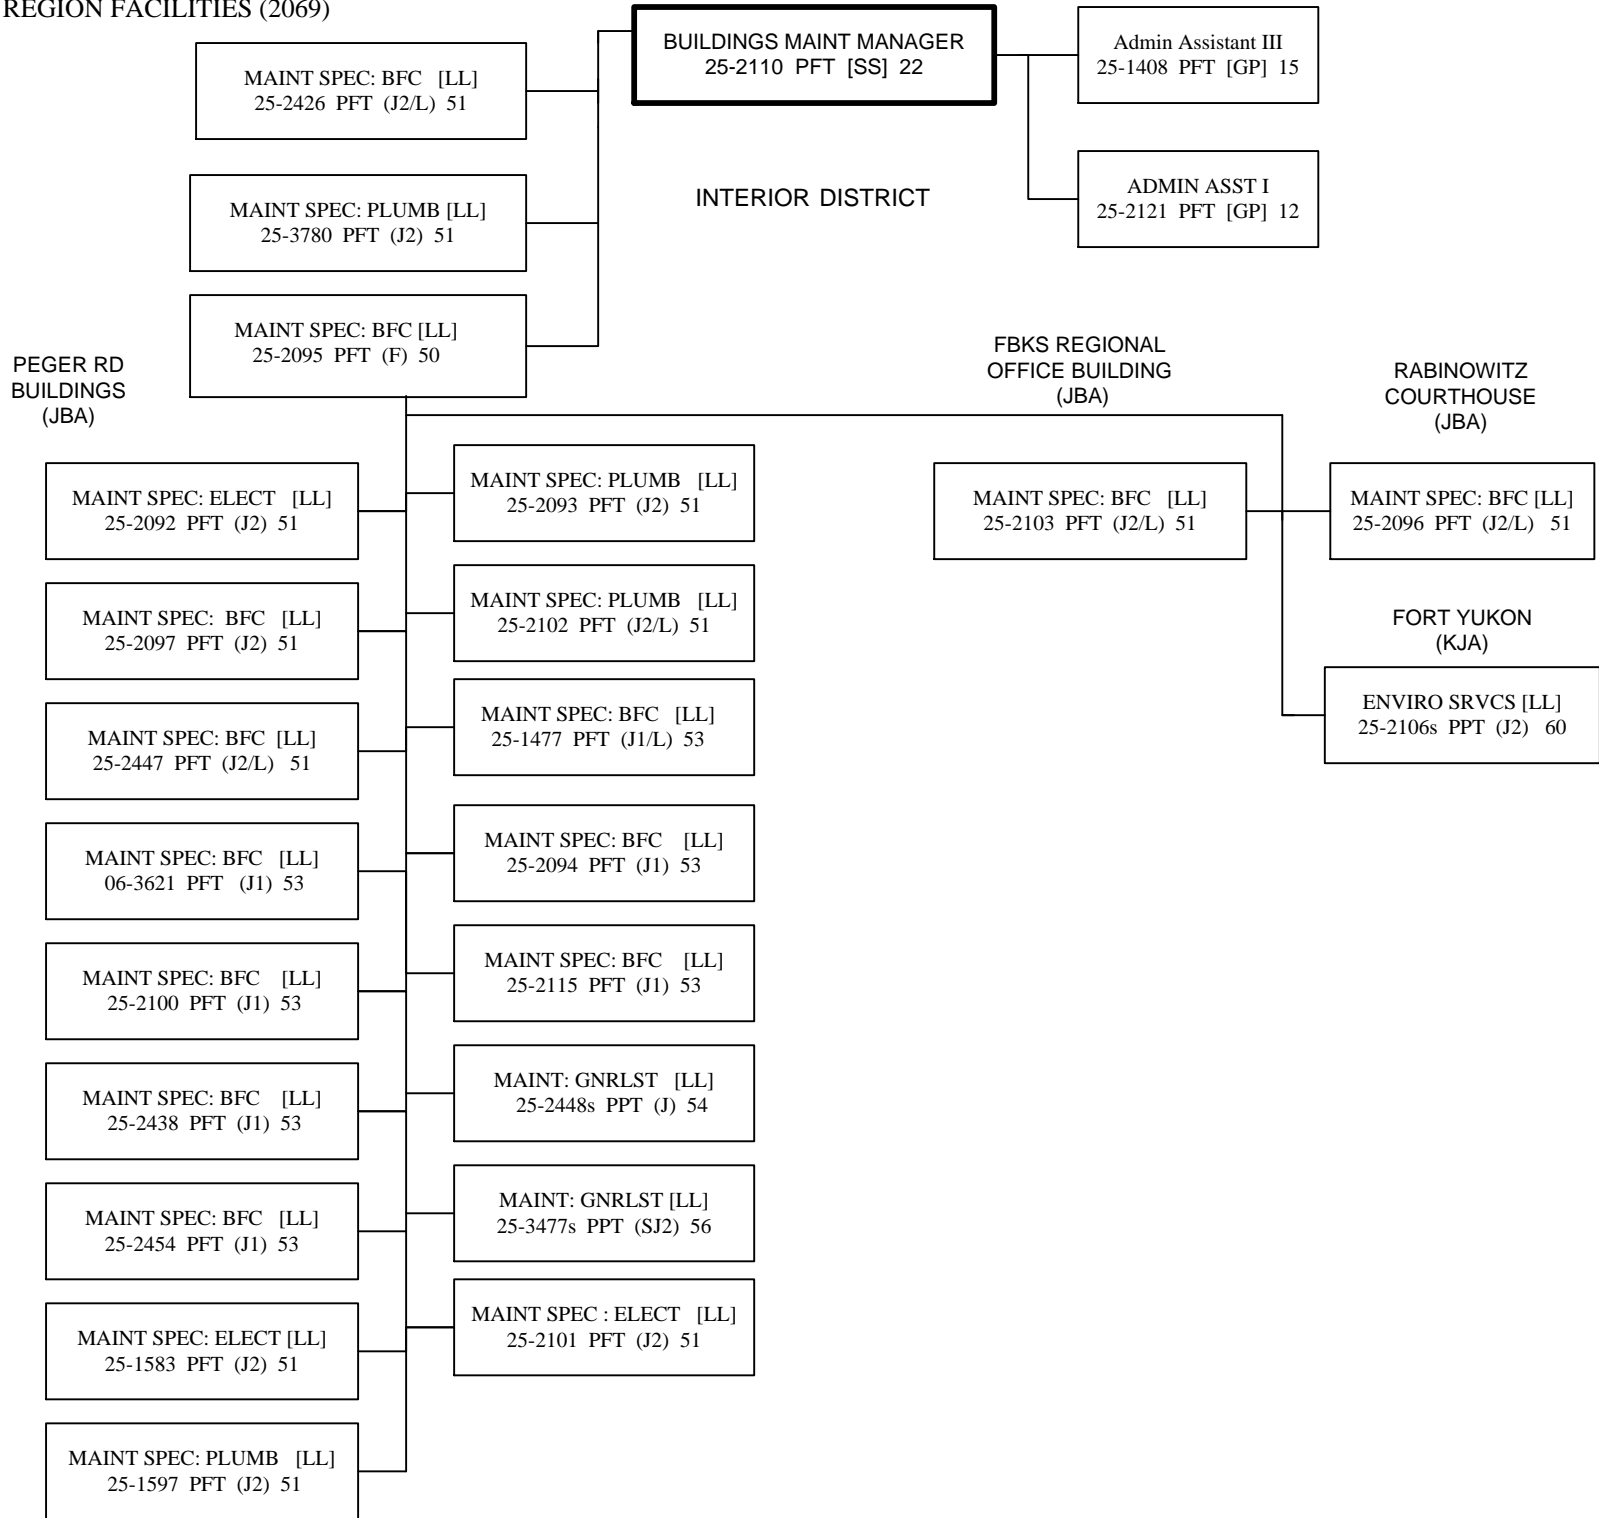 REGION FACILITIES (2069)
BUILDINGS MAINT MANAGER
25-2110 PFT [SS] 22
Admin Assistant III
25-1408 PFT [GP] 15
MAINT SPEC: BFC [LL]
25-2426 PFT (J2/L) 51
ADMIN ASST I
25-2121 PFT [GP] 12
INTERIOR DISTRICT
MAINT SPEC: PLUMB [LL]
25-3780 PFT (J2) 51
MAINT SPEC: BFC [LL]
25-2095 PFT (F) 50
PEGER RD
BUILDINGS
(JBA)
FBKS REGIONAL
OFFICE BUILDING
(JBA)
RABINOWITZ
COURTHOUSE
(JBA)
MAINT SPEC: ELECT [LL]
25-2092 PFT (J2) 51
MAINT SPEC: PLUMB [LL]
25-2093 PFT (J2) 51
MAINT SPEC: BFC [LL]
25-2103 PFT (J2/L) 51
MAINT SPEC: BFC [LL]
25-2096 PFT (J2/L) 51
MAINT SPEC: BFC [LL]
25-2097 PFT (J2) 51
MAINT SPEC: PLUMB [LL]
25-2102 PFT (J2/L) 51
FORT YUKON
(KJA)
ENVIRO SRVCS [LL]
25-2106s PPT (J2) 60
MAINT SPEC: BFC [LL]
25-2447 PFT (J2/L) 51
MAINT SPEC: BFC [LL]
25-1477 PFT (J1/L) 53
MAINT SPEC: BFC [LL]
06-3621 PFT (J1) 53
MAINT SPEC: BFC [LL]
25-2094 PFT (J1) 53
MAINT SPEC: BFC [LL]
25-2100 PFT (J1) 53
MAINT SPEC: BFC [LL]
25-2115 PFT (J1) 53
MAINT SPEC: BFC [LL]
25-2438 PFT (J1) 53
MAINT: GNRLST [LL]
25-2448s PPT (J) 54
MAINT SPEC: BFC [LL]
25-2454 PFT (J1) 53
MAINT: GNRLST [LL]
25-3477s PPT (SJ2) 56
MAINT SPEC: ELECT [LL]
25-1583 PFT (J2) 51
MAINT SPEC : ELECT [LL]
25-2101 PFT (J2) 51
MAINT SPEC: PLUMB [LL]
25-1597 PFT (J2) 51